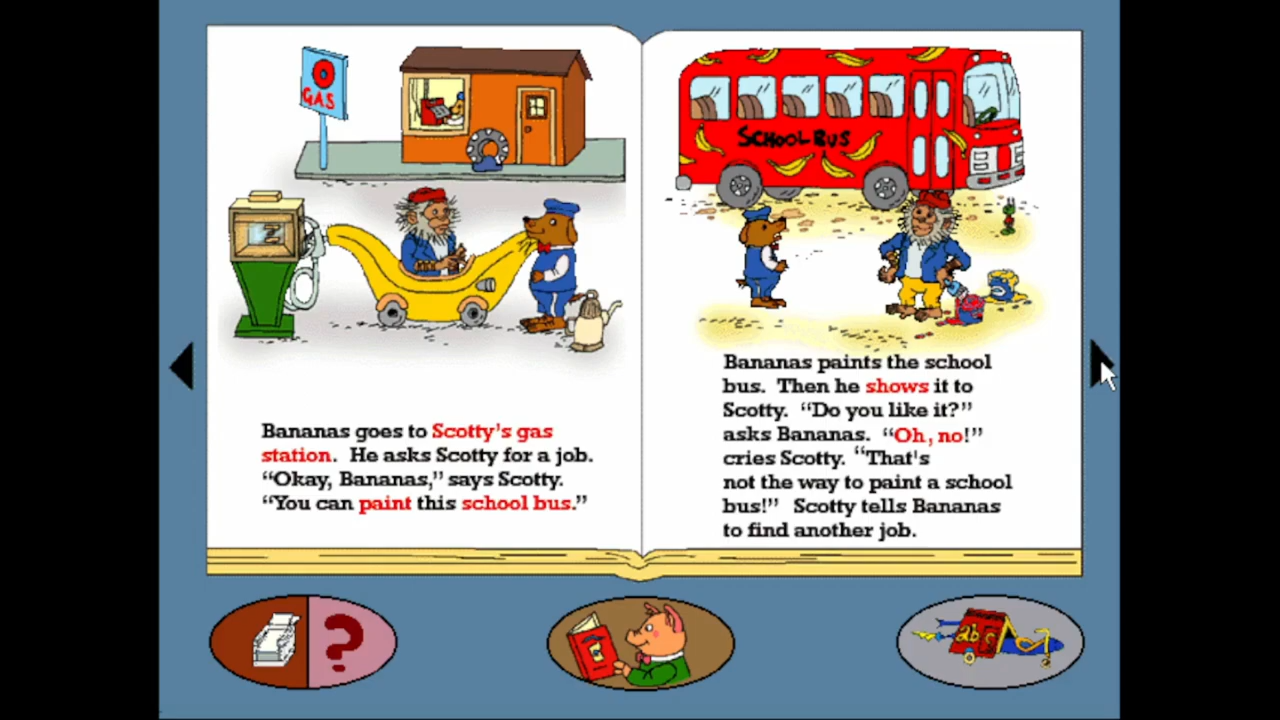 GAS
Bananas goes to Scotty's gas
station. He asks Scotty for a job.
“Okay, Bananas,” says Scotty.
“You can paint this school bus.”
SCHOOL BUS
Bananas paints the school
bus. Then he shows it to
Scotty. “Do you like it?”
asks Bananas. “Oh, no!”
cries Scotty. “That's
not the way to paint a school
bus!” Scotty tells Bananas
to find another job.
?
abc